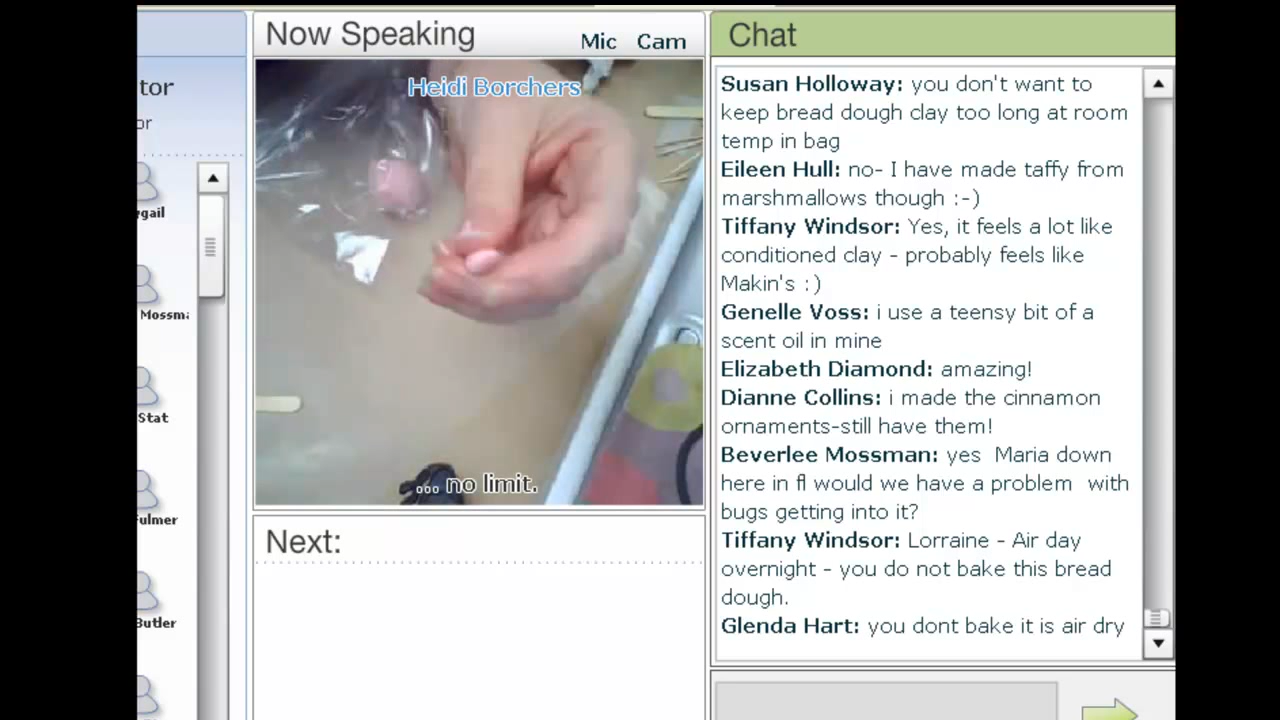 tor
or
gail
Mossma
Stat
ulmer
Butler
Now Speaking
Mic Cam
Heidi Borchers
... no limit.
Next:
Chat
Susan Holloway: you don't want to
keep bread dough clay too long at room
temp in bag
Eileen Hull: no- I have made taffy from
marshmallows though :-)
Tiffany Windsor: Yes, it feels a lot like
conditioned clay - probably feels like
Makin's :)
Genelle Voss: i use a teensy bit of a
scent oil in mine
Elizabeth Diamond: amazing!
Dianne Collins: i made the cinnamon
ornaments-still have them!
Beverlee Mossman: yes  Maria down
here in fl would we have a problem  with
bugs getting into it?
Tiffany Windsor: Lorraine - Air day
overnight - you do not bake this bread
dough.
Glenda Hart: you dont bake it is air dry